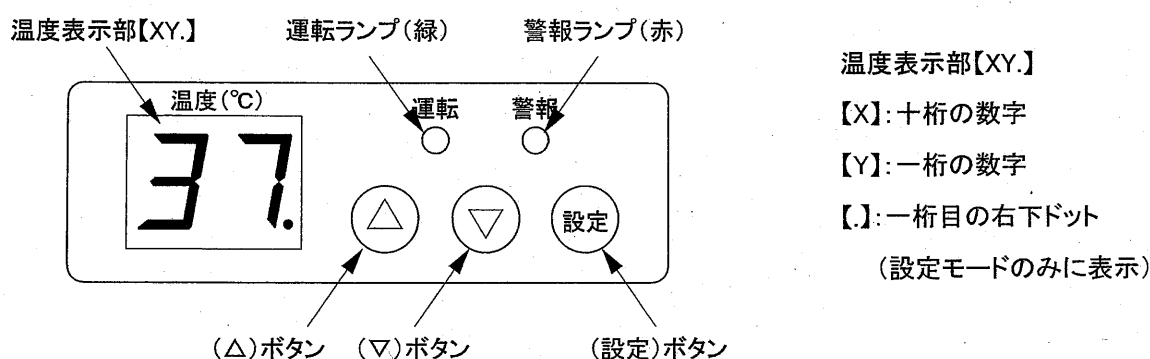 温度表示部【XY.】 運転ランプ(緑) 警報ランプ(赤)
温度(℃) 運転 警報
37.
△ ▽ 設定
(△)ボタン (▽)ボタン (設定)ボタン
温度表示部【XY.】
【X】:十桁の数字
【Y】:一桁の数字
【.】:一桁目の右下ドット
(設定モードのみに表示)